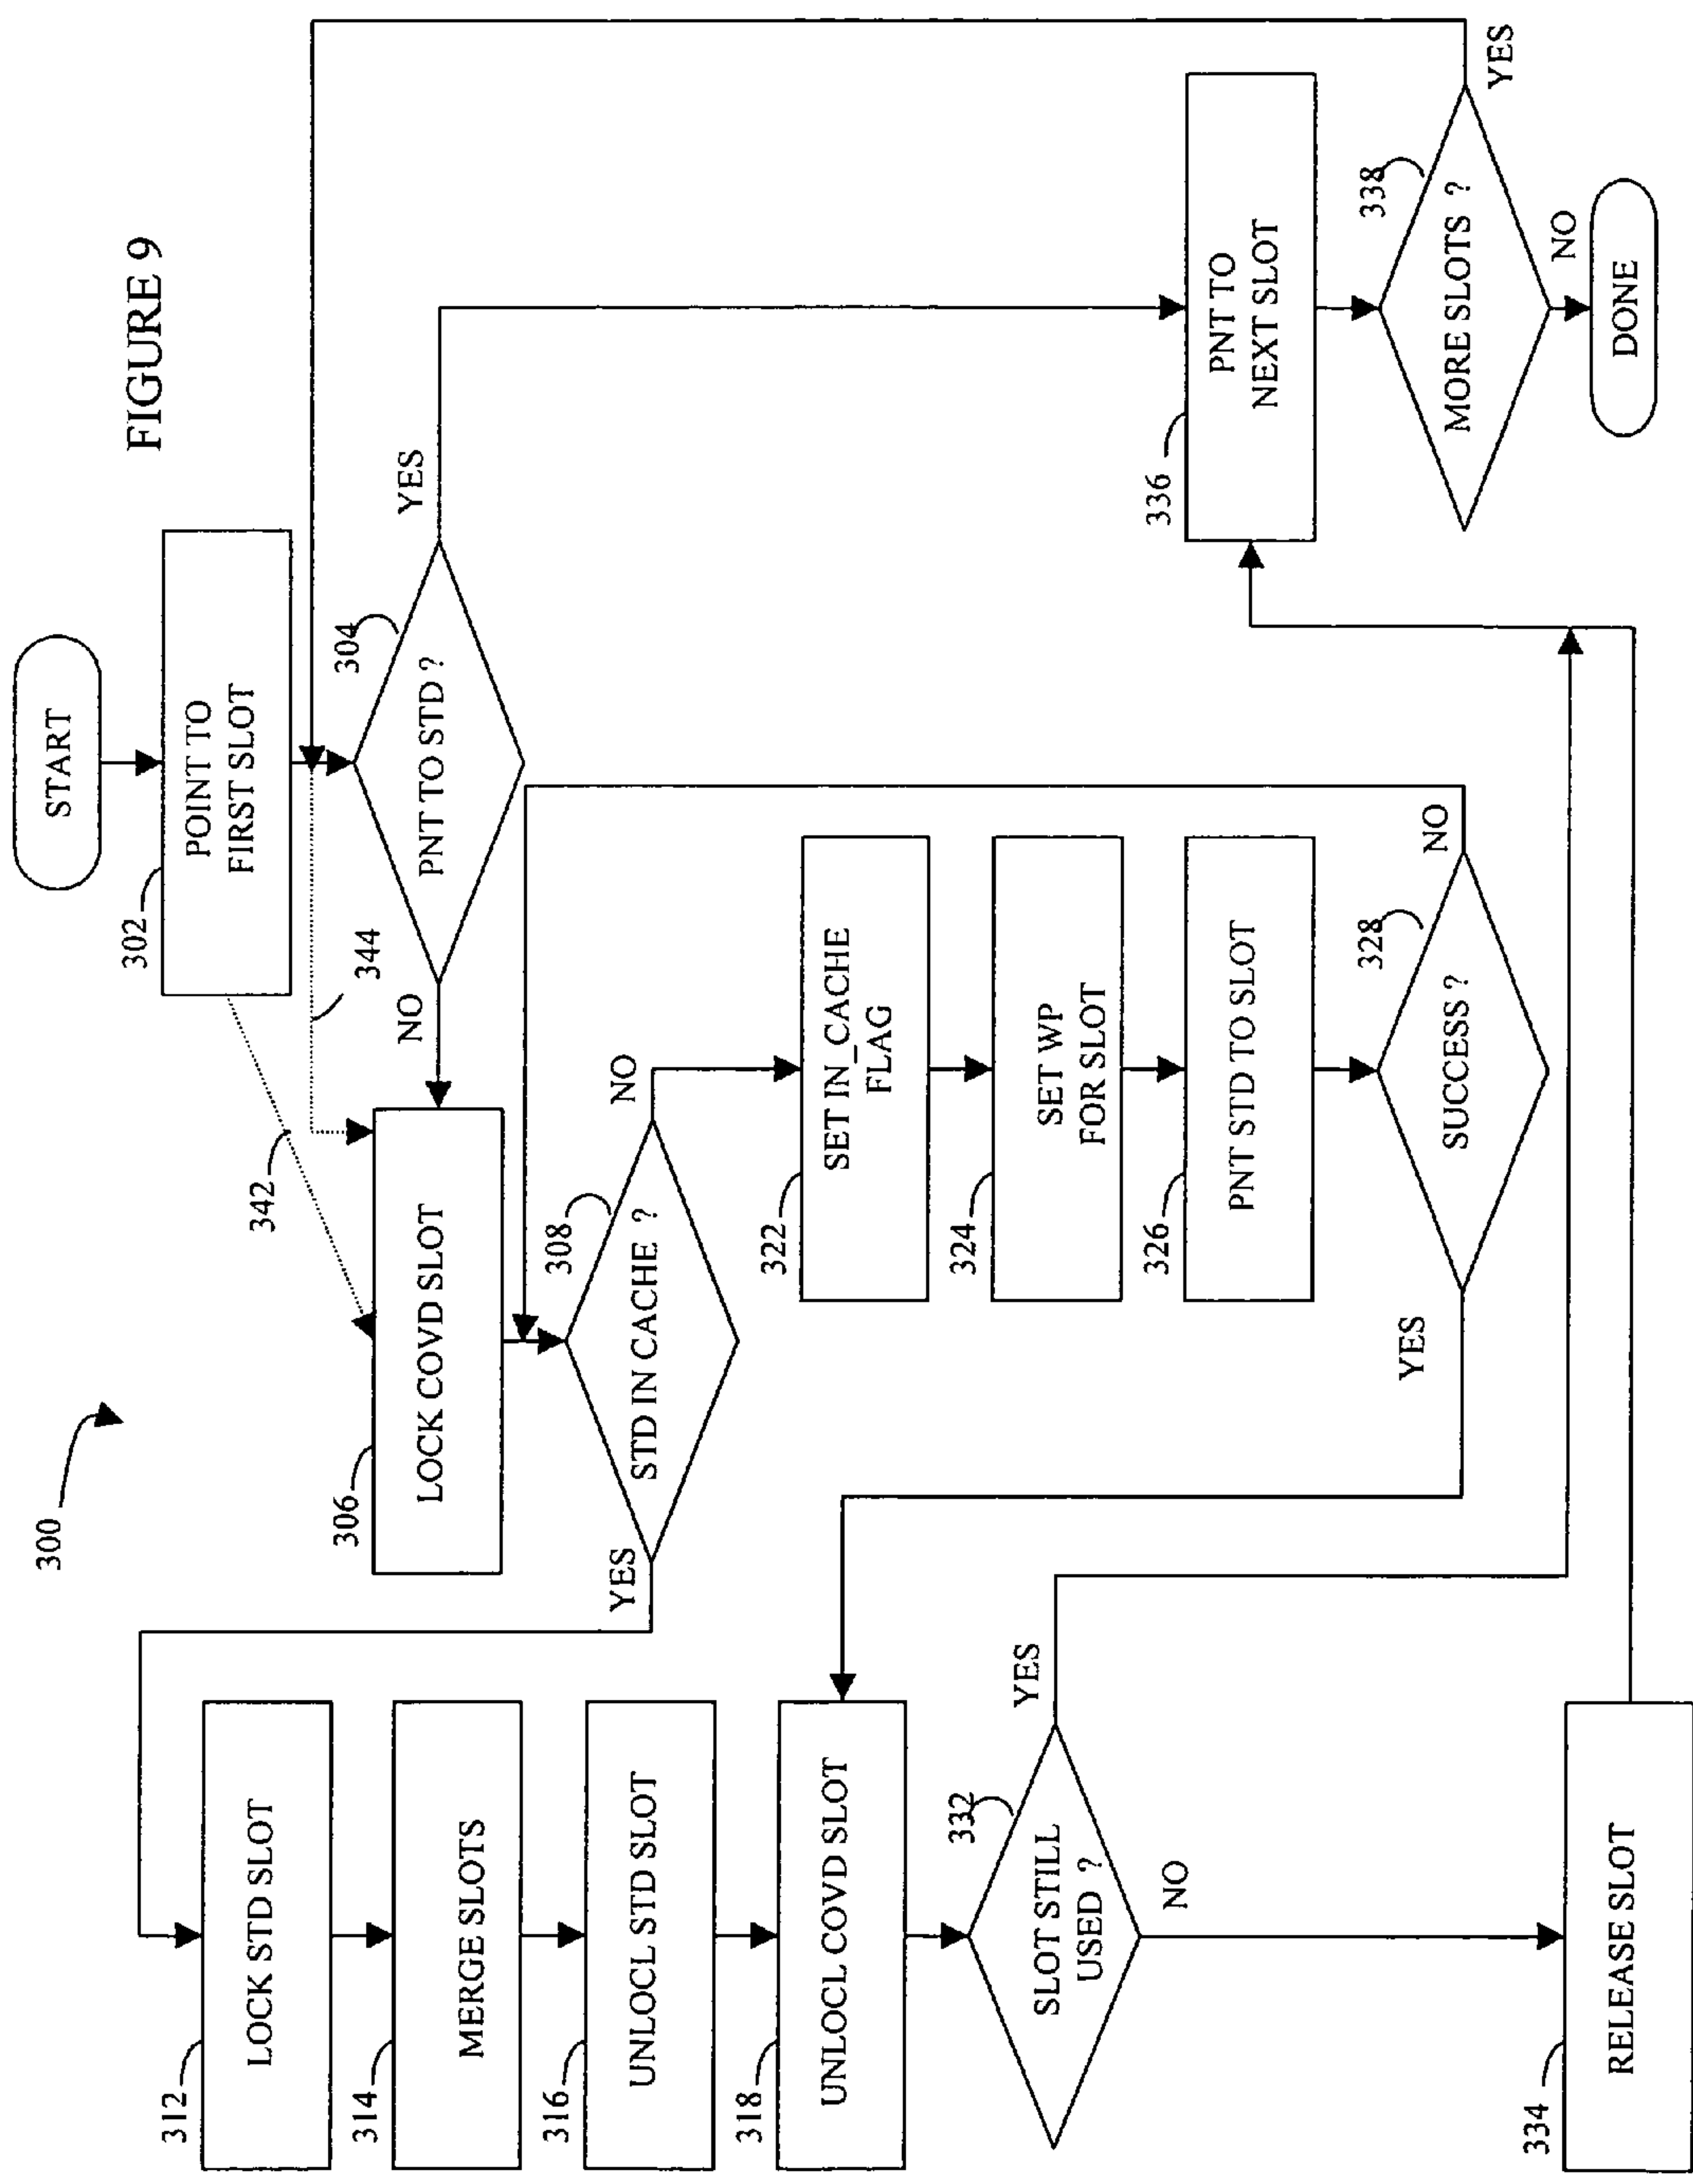 FIGURE 9
300
START
302
POINT TO
FIRST SLOT
342
344
304
PNT TO STD ?
YES
NO
306
LOCK COVD SLOT
308
STD IN CACHE ?
YES
NO
312
LOCK STD SLOT
314
MERGE SLOTS
316
UNLOCL STD SLOT
318
UNLOCL COVD SLOT
322
SET IN_CACHE
FLAG
324
SET WP
FOR SLOT
326
PNT STD TO SLOT
328
SUCCESS ?
YES
NO
332
SLOT STILL
USED ?
YES
NO
334
RELEASE SLOT
336
PNT TO
NEXT SLOT
338
MORE SLOTS ?
YES
NO
DONE